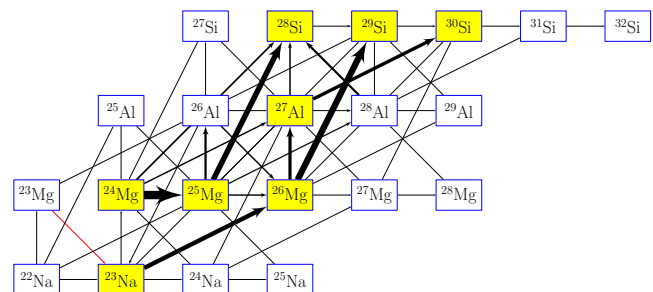 ²⁷Si ²⁸Si ²⁹Si ³⁰Si ³¹Si ³²Si
²⁵Al ²⁶Al ²⁷Al ²⁸Al ²⁹Al
²³Mg ²⁴Mg ²⁵Mg ²⁶Mg ²⁷Mg ²⁸Mg
²²Na ²³Na ²⁴Na ²⁵Na